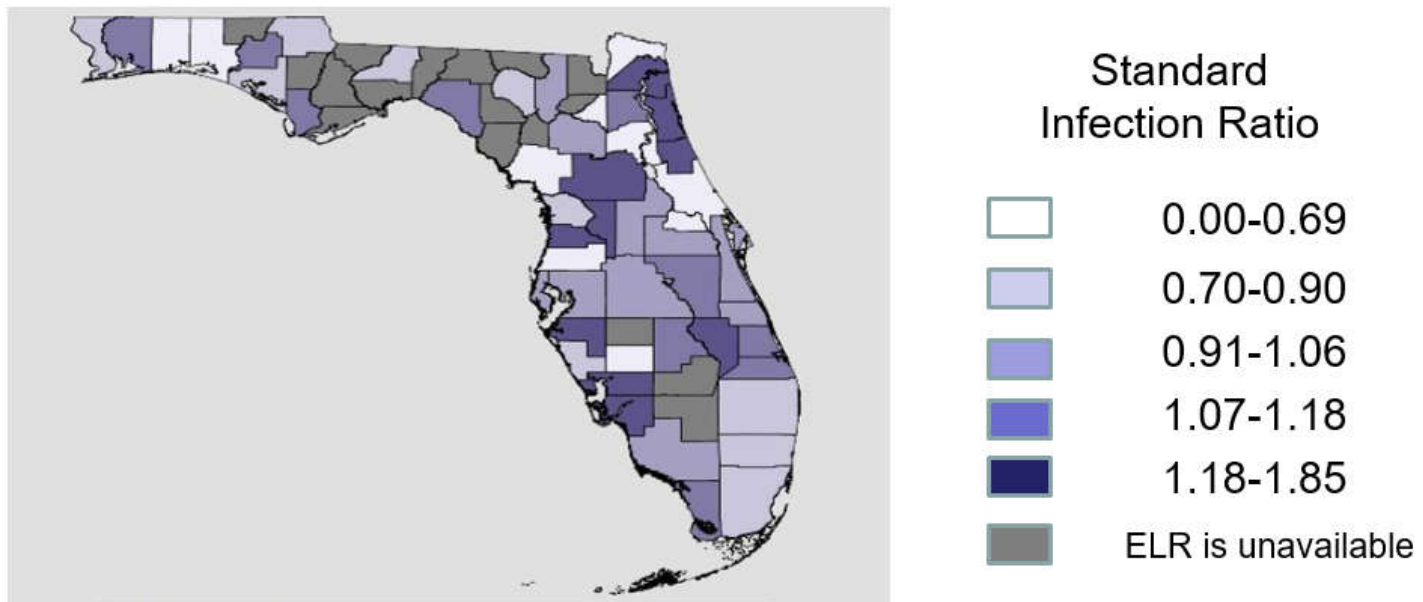 Standard
Infection Ratio
0.00-0.69
0.70-0.90
0.91-1.06
1.07-1.18
1.18-1.85
ELR is unavailable